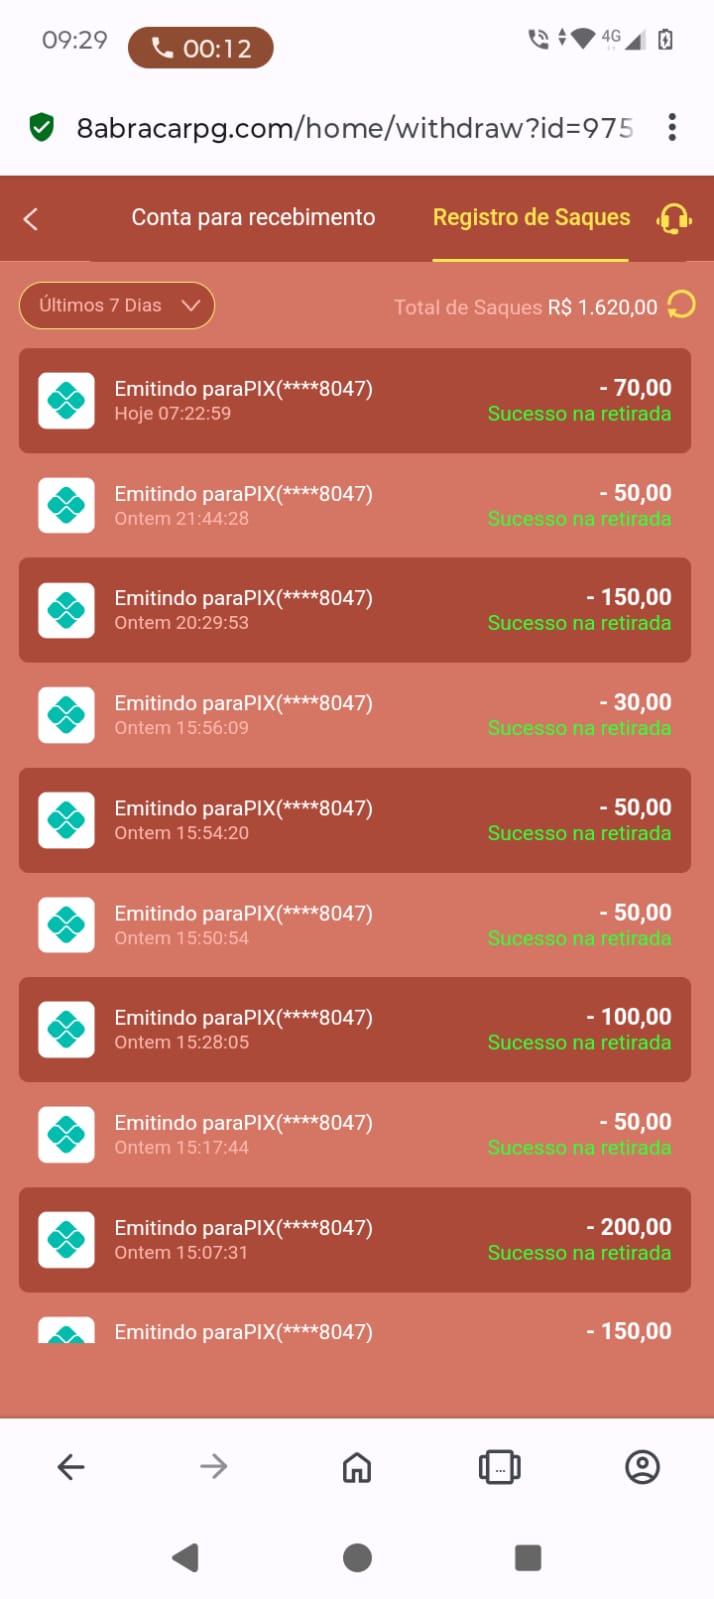 09:29
00:12
4G
8abracarpg.com/home/withdraw?id=975
Conta para recebimento
Registro de Saques
Últimos 7 Dias
Total de Saques R$ 1.620,00
Emitindo paraPIX(****8047)
- 70,00
Hoje 07:22:59
Sucesso na retirada
Emitindo paraPIX(****8047)
- 50,00
Ontem 21:44:28
Sucesso na retirada
Emitindo paraPIX(****8047)
- 150,00
Ontem 20:29:53
Sucesso na retirada
Emitindo paraPIX(****8047)
- 30,00
Ontem 15:56:09
Sucesso na retirada
Emitindo paraPIX(****8047)
- 50,00
Ontem 15:54:20
Sucesso na retirada
Emitindo paraPIX(****8047)
- 50,00
Ontem 15:50:54
Sucesso na retirada
Emitindo paraPIX(****8047)
- 100,00
Ontem 15:28:05
Sucesso na retirada
Emitindo paraPIX(****8047)
- 50,00
Ontem 15:17:44
Sucesso na retirada
Emitindo paraPIX(****8047)
- 200,00
Ontem 15:07:31
Sucesso na retirada
Emitindo paraPIX(****8047)
- 150,00